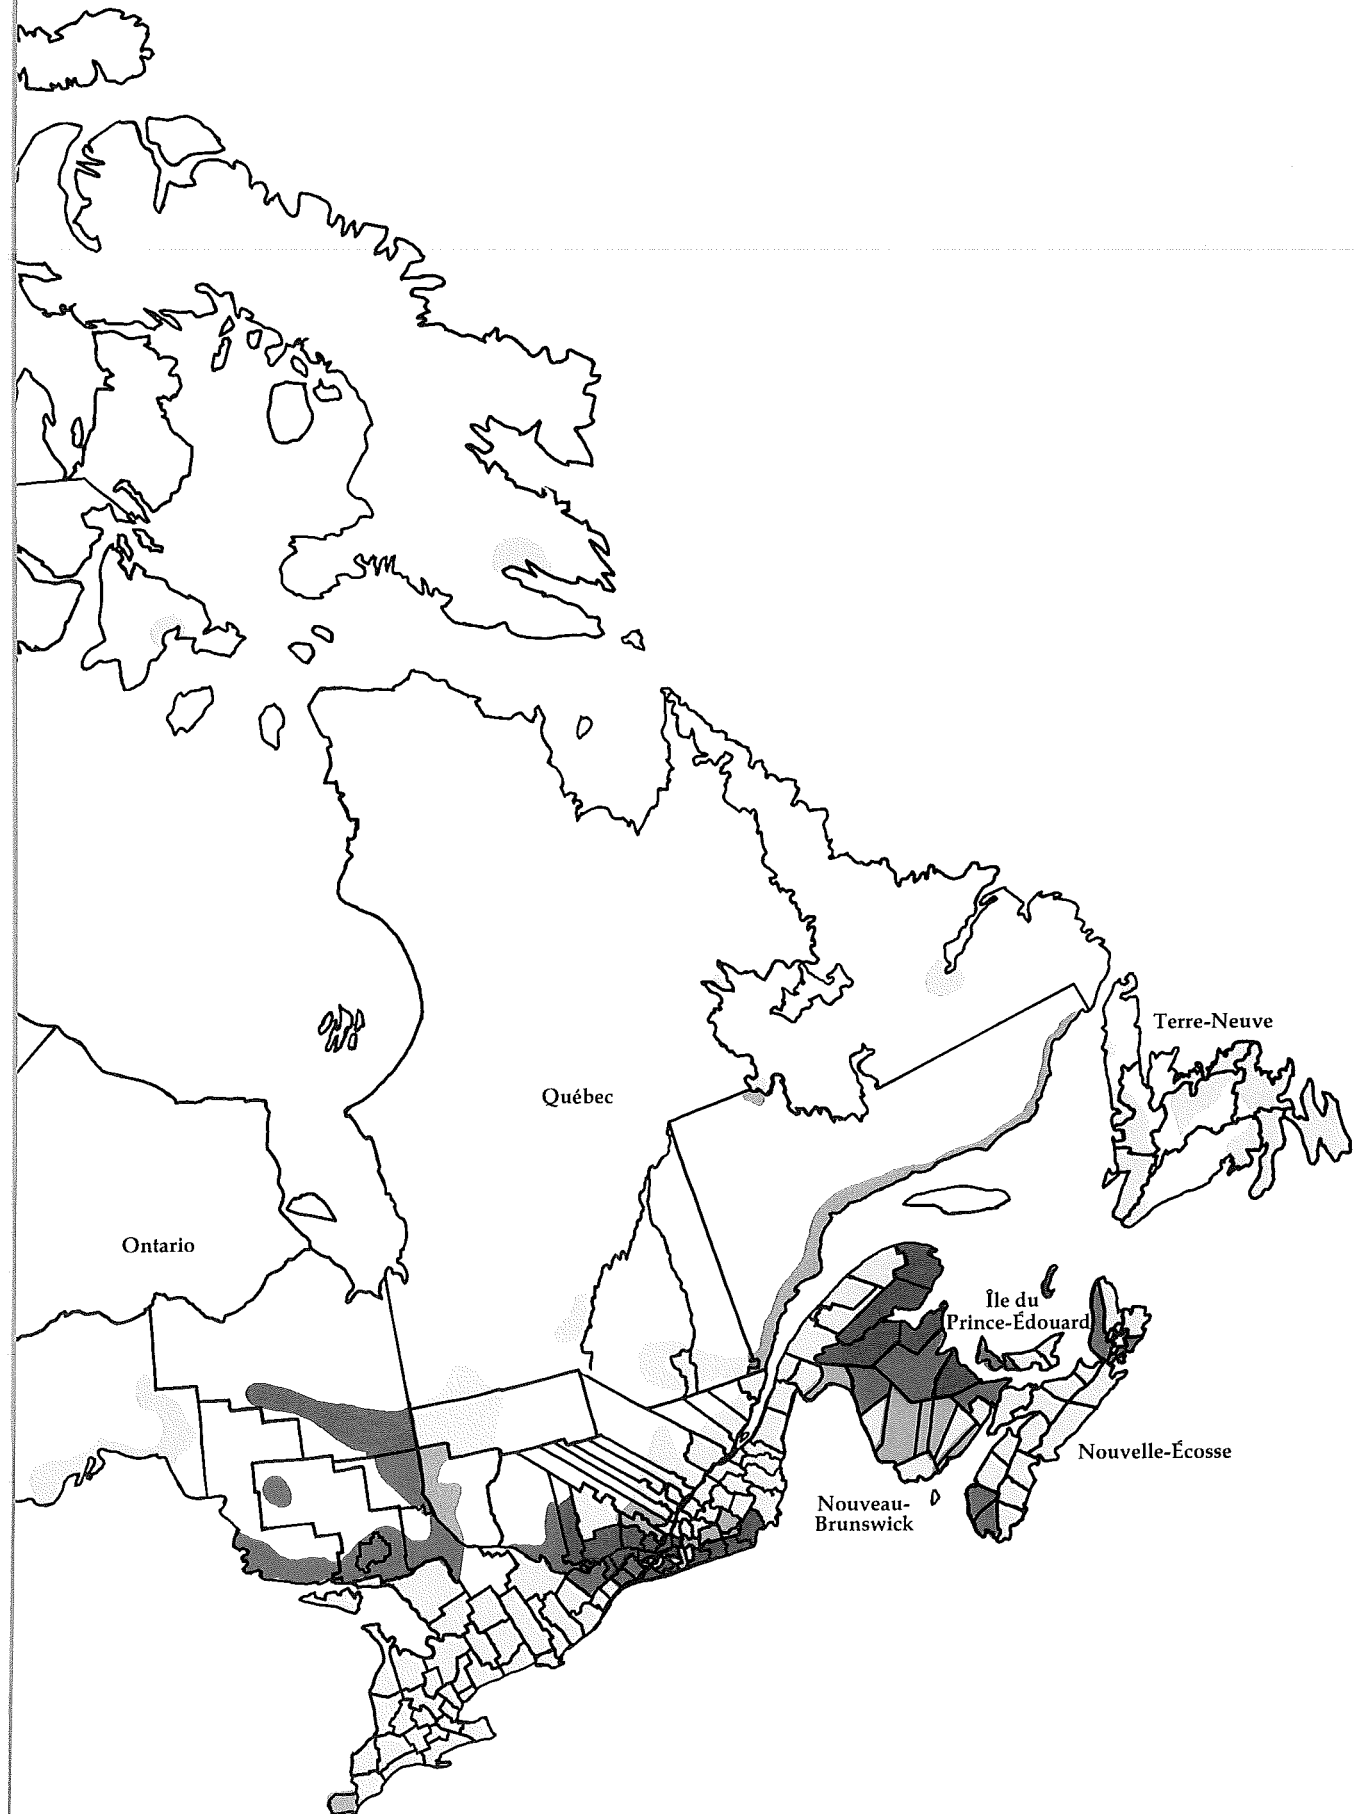 Terre-Neuve
Québec
Ontario
Île du
Prince-Édouard
Nouvelle-Écosse
Nouveau-
Brunswick